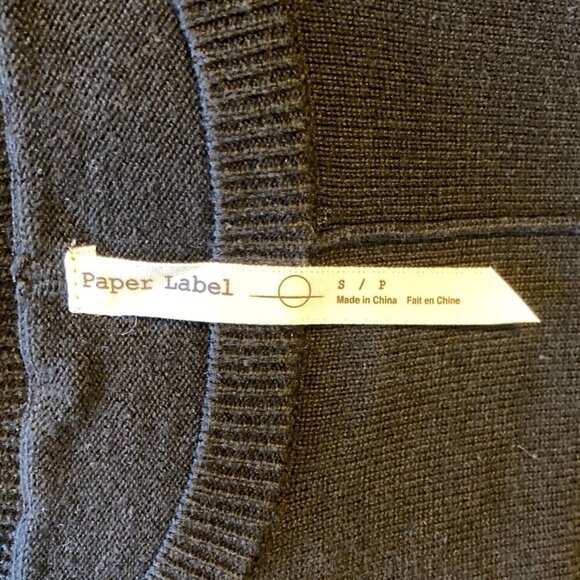 Paper Label
S / P
Made in China Fait en Chine